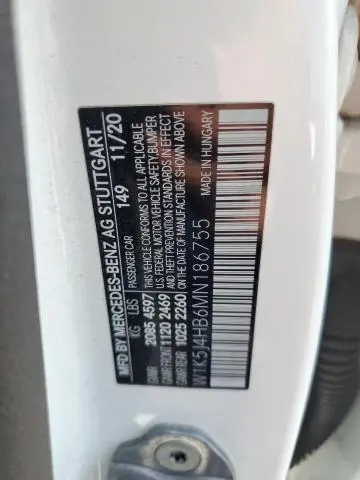 MFD BY MERCEDES-BENZ AG STUTTGART
PASSENGER CAR 149 11/20
KG LBS THIS VEHICLE CONFORMS TO ALL APPLICABLE
GVWR 2085 4597 U.S. FEDERAL MOTOR VEHICLE SAFETY, BUMPER
GAWR FRONT 1120 2469 AND THEFT PREVENTION STANDARDS IN EFFECT
GAWR REAR 1025 2260 ON THE DATE OF MANUFACTURE SHOWN ABOVE
W1K5J4HB6MN186755 MADE IN HUNGARY